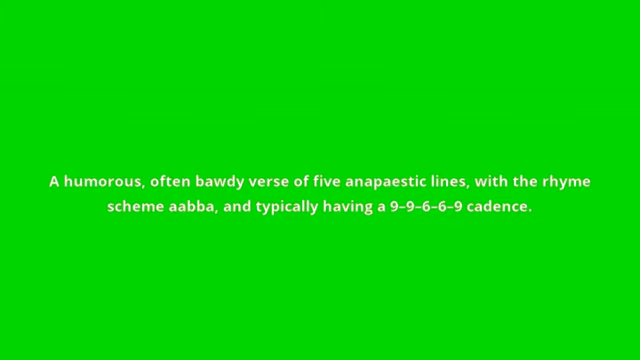 A humorous, often bawdy verse of five anapaestic lines, with the rhyme
scheme aabba, and typically having a 9–9–6–6–9 cadence.